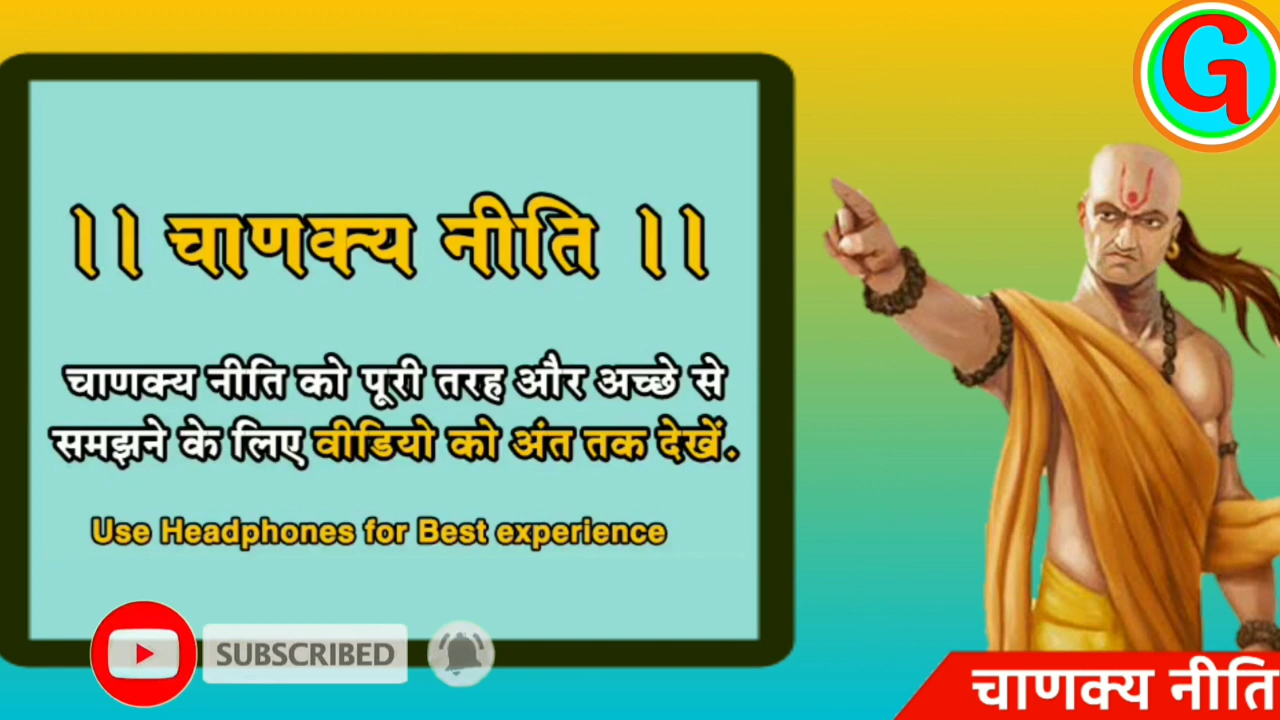 G
।। चाणक्य नीति ।।
चाणक्य नीति को पूरी तरह और अच्छे से
समझने के लिए वीडियो को अंत तक देखें.
Use Headphones for Best experience
SUBSCRIBED
चाणक्य नीति